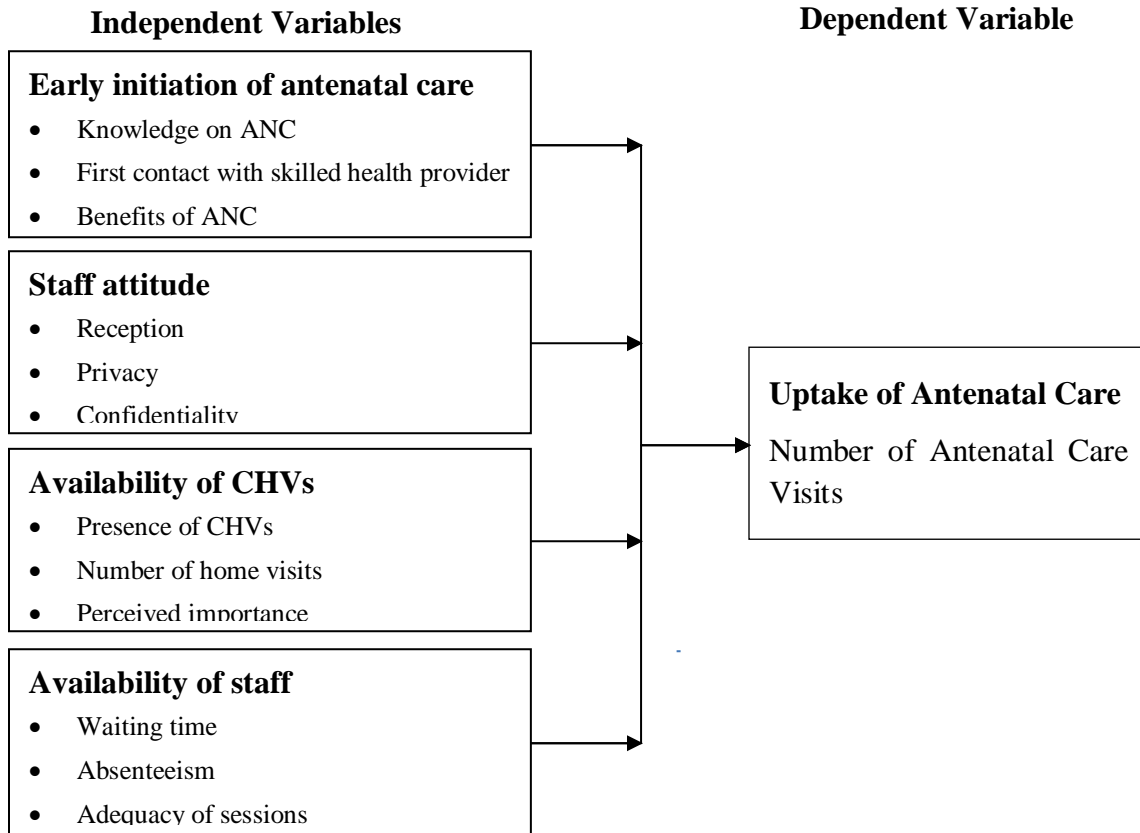 Independent Variables
Dependent Variable
Early initiation of antenatal care
• Knowledge on ANC
• First contact with skilled health provider
• Benefits of ANC
Staff attitude
• Reception
• Privacy
• Confidentiality
Availability of CHVs
• Presence of CHVs
• Number of home visits
• Perceived importance
Availability of staff
• Waiting time
• Absenteeism
• Adequacy of sessions
Uptake of Antenatal Care
Number of Antenatal Care
Visits